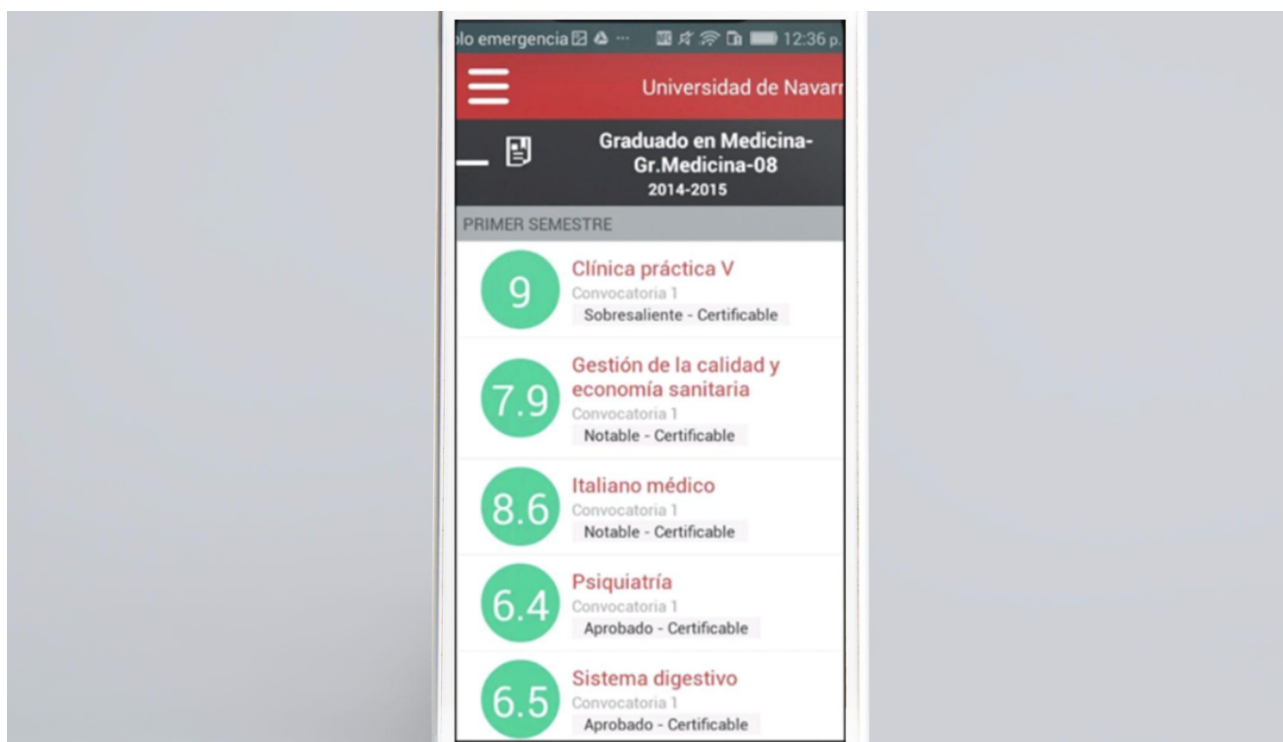 olo emergencia 12:36 p.
Universidad de Navarr
Graduado en Medicina-
Gr.Medicina-08
2014-2015
PRIMER SEMESTRE
9
Clínica práctica V
Convocatoria 1
Sobresaliente - Certificable
7.9
Gestión de la calidad y
economía sanitaria
Convocatoria 1
Notable - Certificable
8.6
Italiano médico
Convocatoria 1
Notable - Certificable
6.4
Psiquiatría
Convocatoria 1
Aprobado - Certificable
6.5
Sistema digestivo
Convocatoria 1
Aprobado - Certificable